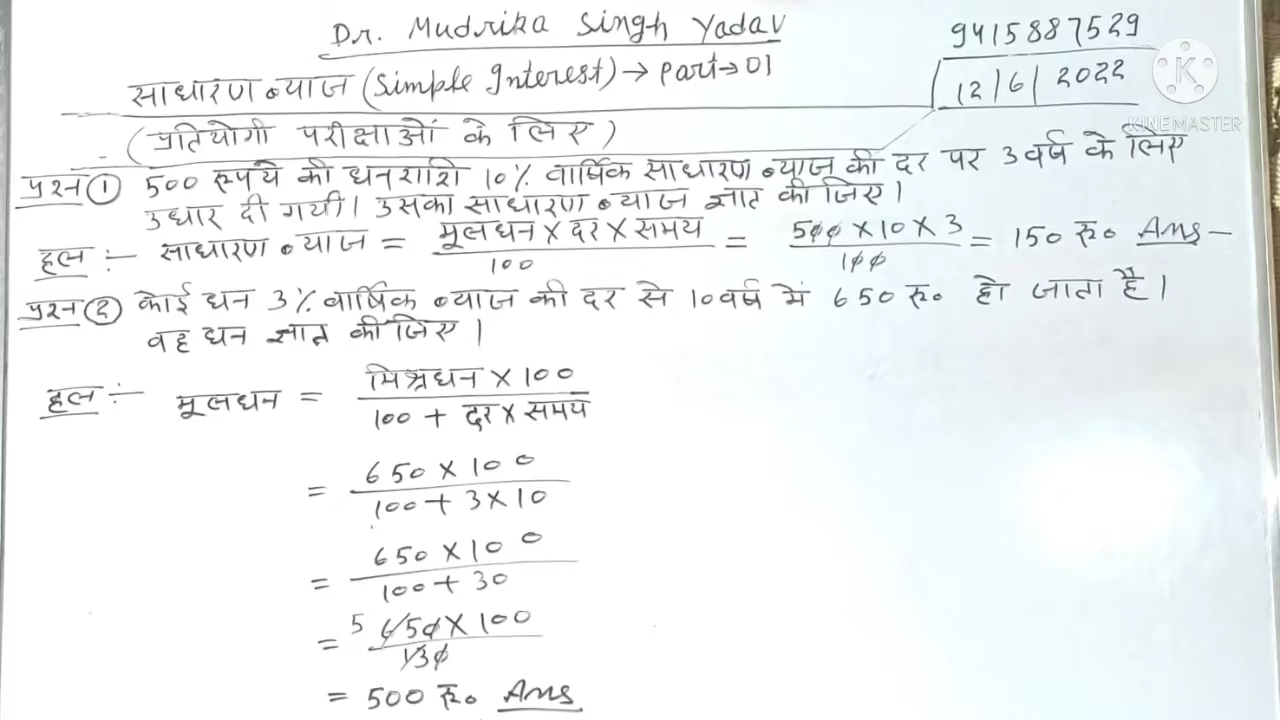 Dr. Mudrika Singh Yadav
9415887529
साधारण ब्याज (Simple Interest) → Part → 01
12/6/2022
KINEMASTER
(प्रतियोगी परीक्षाओं के लिए)
प्रश्न ① 500 रूपये की धनराशि 10% वार्षिक साधारण ब्याज की दर पर 3 वर्ष के लिए
उधार दी गयी। उसका साधारण ब्याज ज्ञात कीजिए।
हल :- साधारण ब्याज = मूलधन × दर × समय / 100 = 500 × 10 × 3 / 100 = 150 रू० Ans -
प्रश्न ② कोई धन 3% वार्षिक ब्याज की दर से 10 वर्ष में 650 रू० हो जाता है।
वह धन ज्ञात कीजिए।
हल :- मूलधन = मिश्रधन × 100 / 100 + दर × समय
= 650 × 100 / 100 + 3 × 10
= 650 × 100 / 100 + 30
= 5 650 × 100 / 130
= 500 रू० Ans